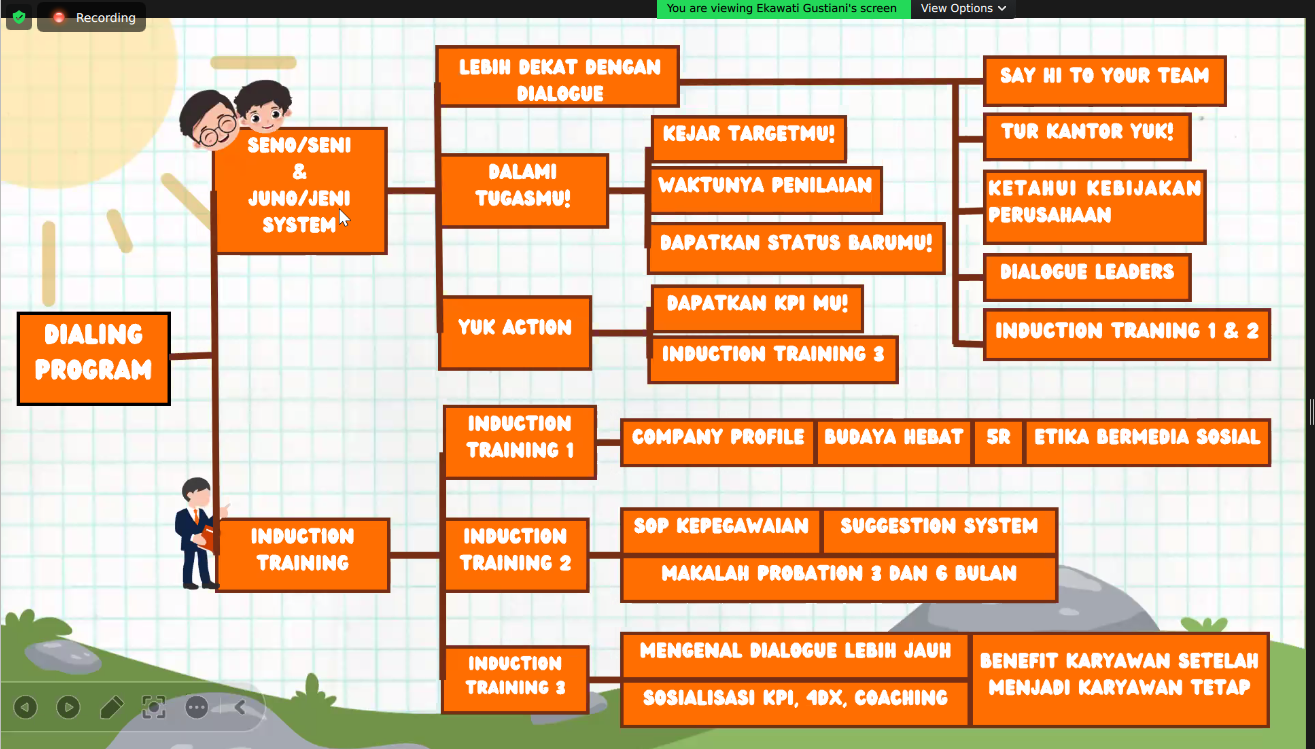 Recording
You are viewing Ekawati Gustiani's screen
View Options
DIALING
PROGRAM
SENO/SENI
&
JUNO/JENI
SYSTEM
LEBIH DEKAT DENGAN
DIALOGUE
SAY HI TO YOUR TEAM
TUR KANTOR YUK!
KETAHUI KEBIJAKAN
PERUSAHAAN
DIALOGUE LEADERS
INDUCTION TRANING 1 & 2
DALAMI
TUGASMU!
KEJAR TARGETMU!
WAKTUNYA PENILAIAN
DAPATKAN STATUS BARUMU!
YUK ACTION
DAPATKAN KPI MU!
INDUCTION TRAINING 3
INDUCTION
TRAINING
INDUCTION
TRAINING 1
COMPANY PROFILE
BUDAYA HEBAT
5R
ETIKA BERMEDIA SOSIAL
INDUCTION
TRAINING 2
SOP KEPEGAWAIAN
SUGGESTION SYSTEM
MAKALAH PROBATION 3 DAN 6 BULAN
INDUCTION
TRAINING 3
MENGENAL DIALOGUE LEBIH JAUH
SOSIALISASI KPI, 4DX, COACHING
BENEFIT KARYAWAN SETELAH
MENJADI KARYAWAN TETAP